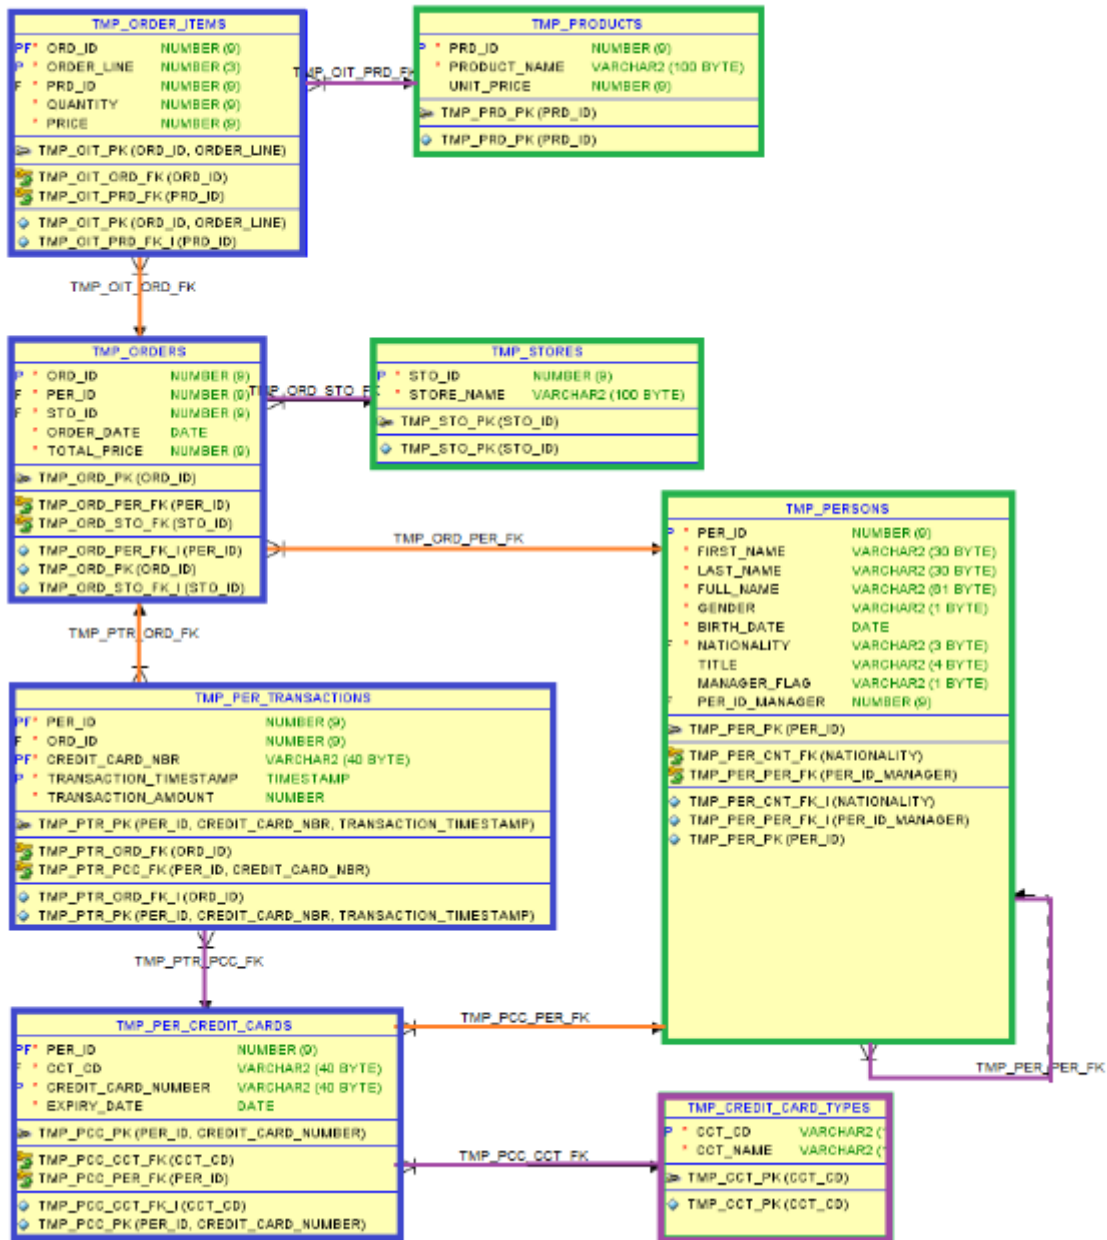 TMP_ORDER_ITEMS
PF* ORD_ID NUMBER (9)
P * ORDER_LINE NUMBER (3)
F * PRD_ID NUMBER (9)
* QUANTITY NUMBER (9)
* PRICE NUMBER (9)
TMP_OIT_PK (ORD_ID, ORDER_LINE)
TMP_OIT_ORD_FK (ORD_ID)
TMP_OIT_PRD_FK (PRD_ID)
TMP_OIT_PK (ORD_ID, ORDER_LINE)
TMP_OIT_PRD_FK_I (PRD_ID)
TMP_OIT_PRD_FK
TMP_PRODUCTS
P * PRD_ID NUMBER (9)
* PRODUCT_NAME VARCHAR2 (100 BYTE)
UNIT_PRICE NUMBER (9)
TMP_PRD_PK (PRD_ID)
TMP_PRD_PK (PRD_ID)
TMP_OIT_ORD_FK
TMP_ORDERS
P * ORD_ID NUMBER (9)
F * PER_ID NUMBER (9)
F * STO_ID NUMBER (9)
* ORDER_DATE DATE
* TOTAL_PRICE NUMBER (9)
TMP_ORD_PK (ORD_ID)
TMP_ORD_PER_FK (PER_ID)
TMP_ORD_STO_FK (STO_ID)
TMP_ORD_PER_FK_I (PER_ID)
TMP_ORD_PK (ORD_ID)
TMP_ORD_STO_FK_I (STO_ID)
TMP_ORD_STO_FK
TMP_STORES
P * STO_ID NUMBER (9)
* STORE_NAME VARCHAR2 (100 BYTE)
TMP_STO_PK (STO_ID)
TMP_STO_PK (STO_ID)
TMP_ORD_PER_FK
TMP_PERSONS
P * PER_ID NUMBER (9)
* FIRST_NAME VARCHAR2 (30 BYTE)
* LAST_NAME VARCHAR2 (30 BYTE)
* FULL_NAME VARCHAR2 (61 BYTE)
* GENDER VARCHAR2 (1 BYTE)
* BIRTH_DATE DATE
F * NATIONALITY VARCHAR2 (3 BYTE)
TITLE VARCHAR2 (4 BYTE)
MANAGER_FLAG VARCHAR2 (1 BYTE)
F PER_ID_MANAGER NUMBER (9)
TMP_PER_PK (PER_ID)
TMP_PER_CNT_FK (NATIONALITY)
TMP_PER_PER_FK (PER_ID_MANAGER)
TMP_PER_CNT_FK_I (NATIONALITY)
TMP_PER_PER_FK_I (PER_ID_MANAGER)
TMP_PER_PK (PER_ID)
TMP_PTR_ORD_FK
TMP_PER_TRANSACTIONS
PF* PER_ID NUMBER (9)
F * ORD_ID NUMBER (9)
PF* CREDIT_CARD_NBR VARCHAR2 (40 BYTE)
P * TRANSACTION_TIMESTAMP TIMESTAMP
* TRANSACTION_AMOUNT NUMBER
TMP_PTR_PK (PER_ID, CREDIT_CARD_NBR, TRANSACTION_TIMESTAMP)
TMP_PTR_ORD_FK (ORD_ID)
TMP_PTR_PCC_FK (PER_ID, CREDIT_CARD_NBR)
TMP_PTR_ORD_FK_I (ORD_ID)
TMP_PTR_PK (PER_ID, CREDIT_CARD_NBR, TRANSACTION_TIMESTAMP)
TMP_PTR_PCC_FK
TMP_PER_CREDIT_CARDS
PF* PER_ID NUMBER (9)
F * CCT_CD VARCHAR2 (40 BYTE)
P * CREDIT_CARD_NUMBER VARCHAR2 (40 BYTE)
* EXPIRY_DATE DATE
TMP_PCC_PK (PER_ID, CREDIT_CARD_NUMBER)
TMP_PCC_CCT_FK (CCT_CD)
TMP_PCC_PER_FK (PER_ID)
TMP_PCC_CCT_FK_I (CCT_CD)
TMP_PCC_PK (PER_ID, CREDIT_CARD_NUMBER)
TMP_PCC_PER_FK
TMP_PER_PER_FK
TMP_PCC_CCT_FK
TMP_CREDIT_CARD_TYPES
P * CCT_CD VARCHAR2 (
* CCT_NAME VARCHAR2 (
TMP_CCT_PK (CCT_CD)
TMP_CCT_PK (CCT_CD)